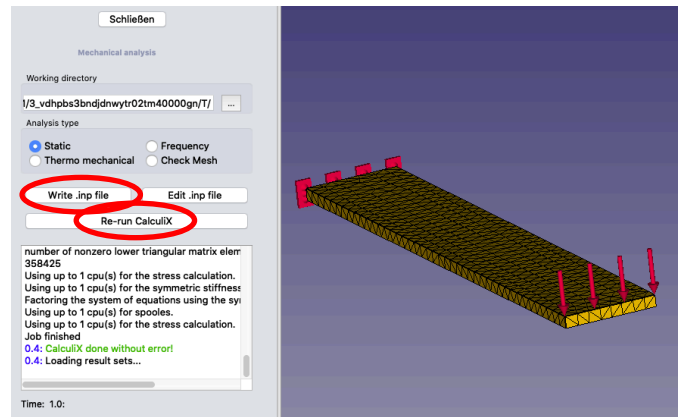 Schließen
Mechanical analysis
Working directory
1/3_vdhpbs3bndjdnwytr02tm40000gn/T/ ...
Analysis type
Static Frequency
Thermo mechanical Check Mesh
Write .inp file Edit .inp file
Re-run CalculiX
number of nonzero lower triangular matrix elem
358425
Using up to 1 cpu(s) for the stress calculation.
Using up to 1 cpu(s) for the symmetric stiffness
Factoring the system of equations using the syı
Using up to 1 cpu(s) for spooles.
Using up to 1 cpu(s) for the stress calculation.
Job finished
0.4: CalculiX done without error!
0.4: Loading result sets...
Time: 1.0: